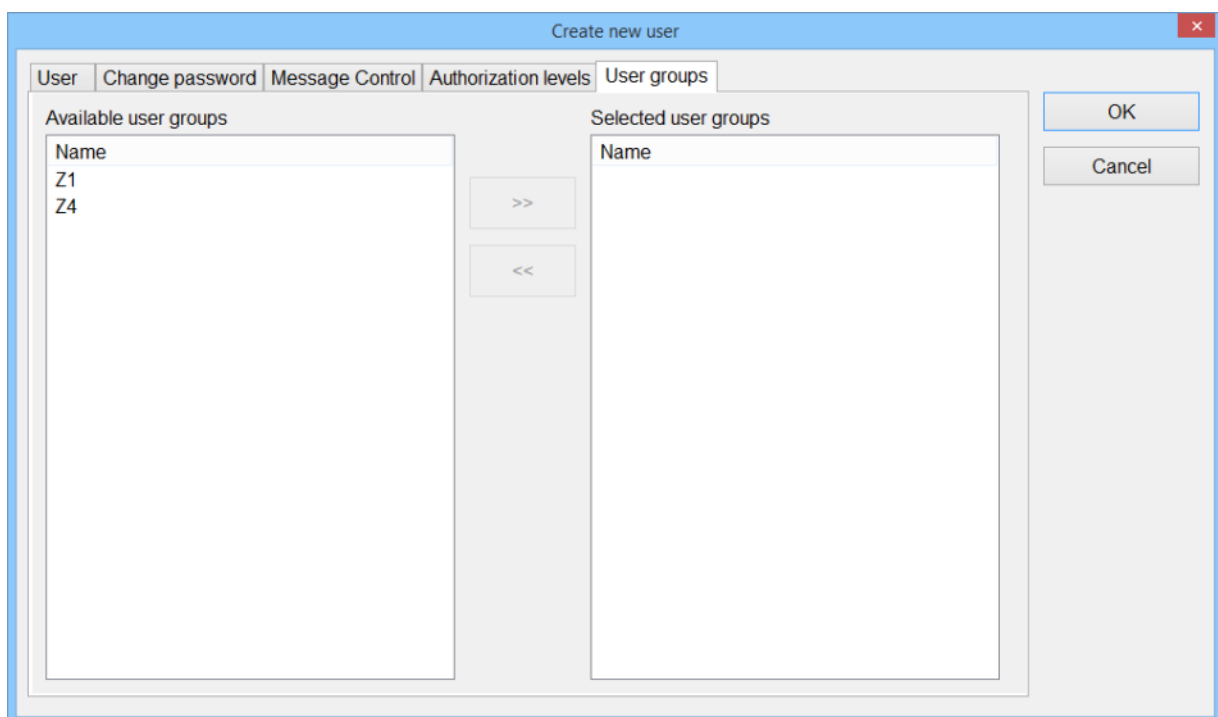 Create new user
User Change password Message Control Authorization levels User groups
Available user groups
Selected user groups
OK
Cancel
Name
Z1
Z4
>>
<<
Name